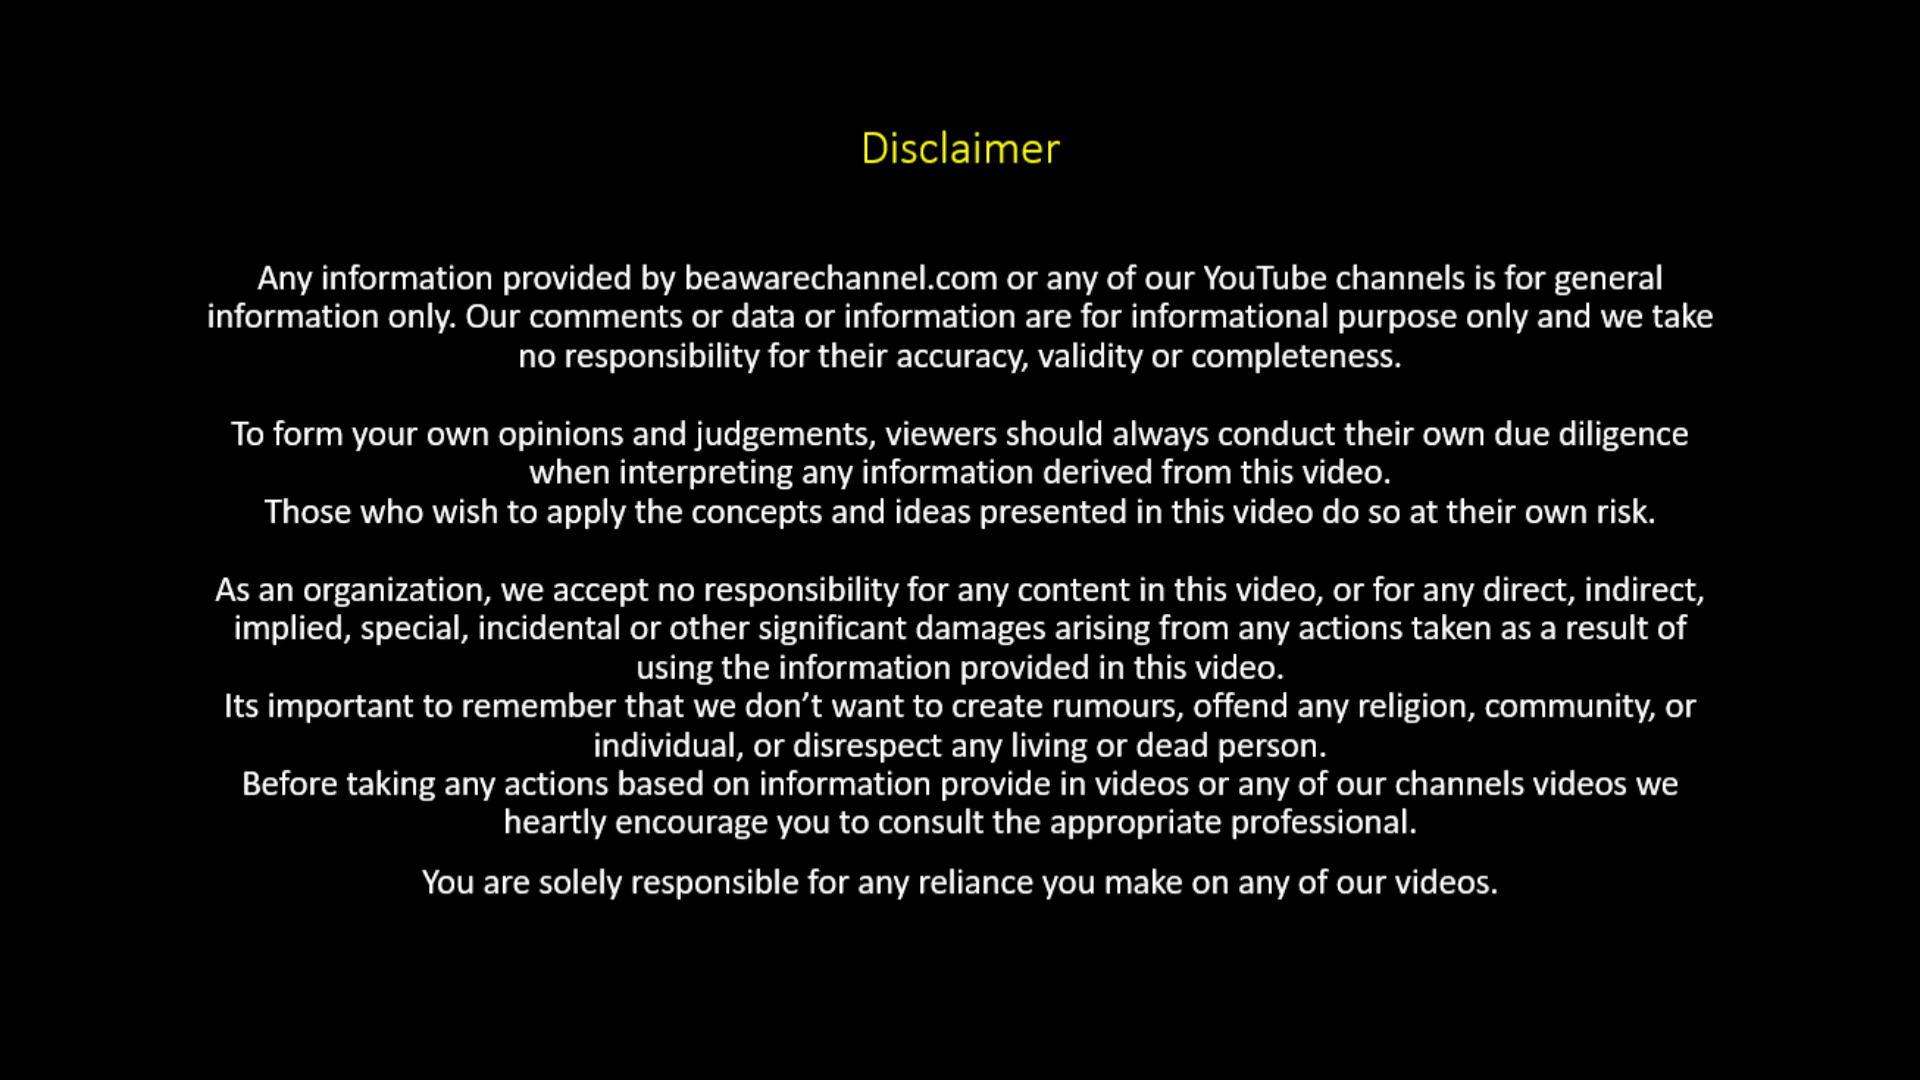 Disclaimer
Any information provided by beawarechannel.com or any of our YouTube channels is for general
information only. Our comments or data or information are for informational purpose only and we take
no responsibility for their accuracy, validity or completeness.
To form your own opinions and judgements, viewers should always conduct their own due diligence
when interpreting any information derived from this video.
Those who wish to apply the concepts and ideas presented in this video do so at their own risk.
As an organization, we accept no responsibility for any content in this video, or for any direct, indirect,
implied, special, incidental or other significant damages arising from any actions taken as a result of
using the information provided in this video.
Its important to remember that we don’t want to create rumours, offend any religion, community, or
individual, or disrespect any living or dead person.
Before taking any actions based on information provide in videos or any of our channels videos we
heartly encourage you to consult the appropriate professional.
You are solely responsible for any reliance you make on any of our videos.